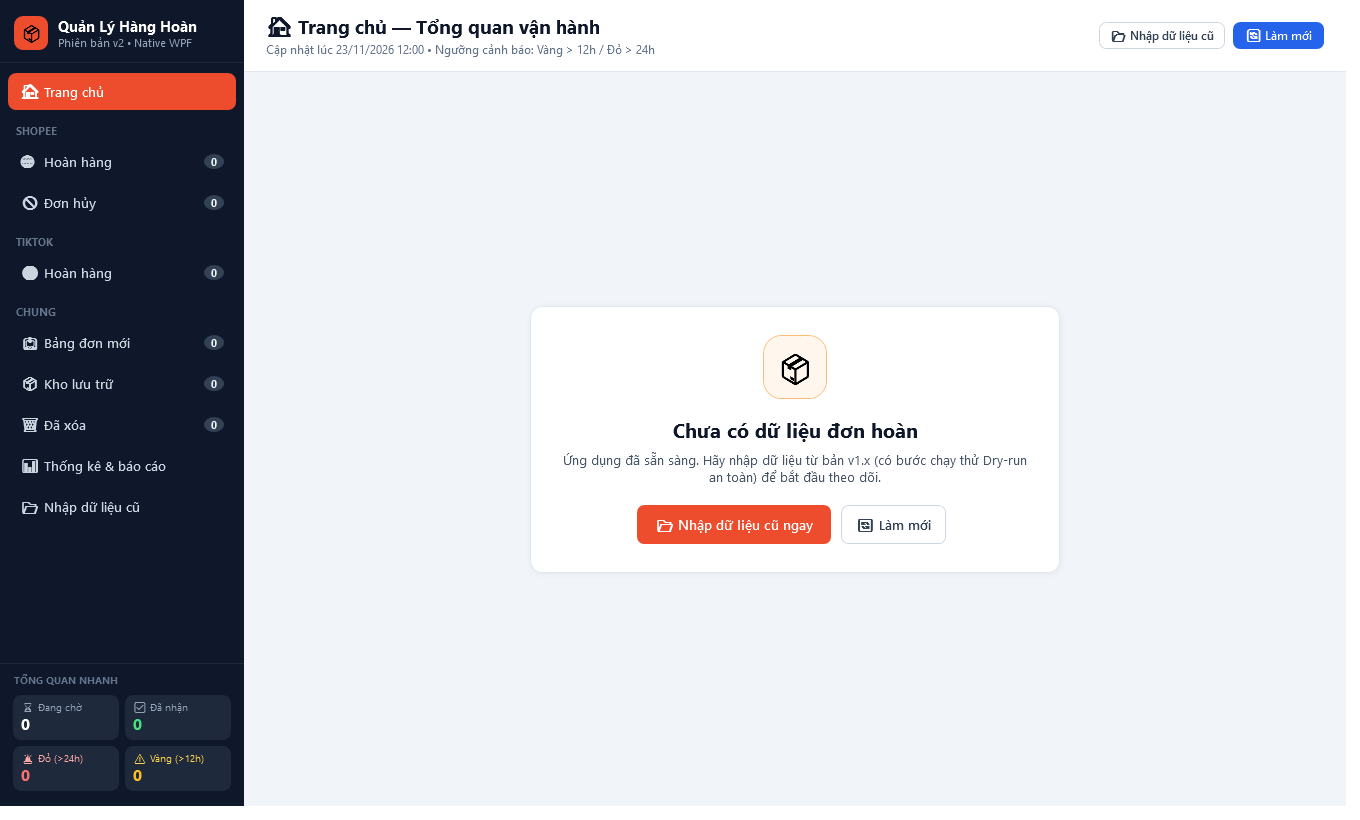 Quản Lý Hàng Hoàn
Phiên bản v2 • Native WPF
Trang chủ
SHOPEE
Hoàn hàng 0
Đơn hủy 0
TIKTOK
Hoàn hàng 0
CHUNG
Bảng đơn mới 0
Kho lưu trữ 0
Đã xóa 0
Thống kê & báo cáo
Nhập dữ liệu cũ
TỔNG QUAN NHANH
Đang chờ
0
Đã nhận
0
Đỏ (>24h)
0
Vàng (>12h)
0
Trang chủ — Tổng quan vận hành
Cập nhật lúc 23/11/2026 12:00 • Ngưỡng cảnh báo: Vàng > 12h / Đỏ > 24h
Nhập dữ liệu cũ
Làm mới
Chưa có dữ liệu đơn hoàn
Ứng dụng đã sẵn sàng. Hãy nhập dữ liệu từ bản v1.x (có bước chạy thử Dry-run
an toàn) để bắt đầu theo dõi.
Nhập dữ liệu cũ ngay
Làm mới